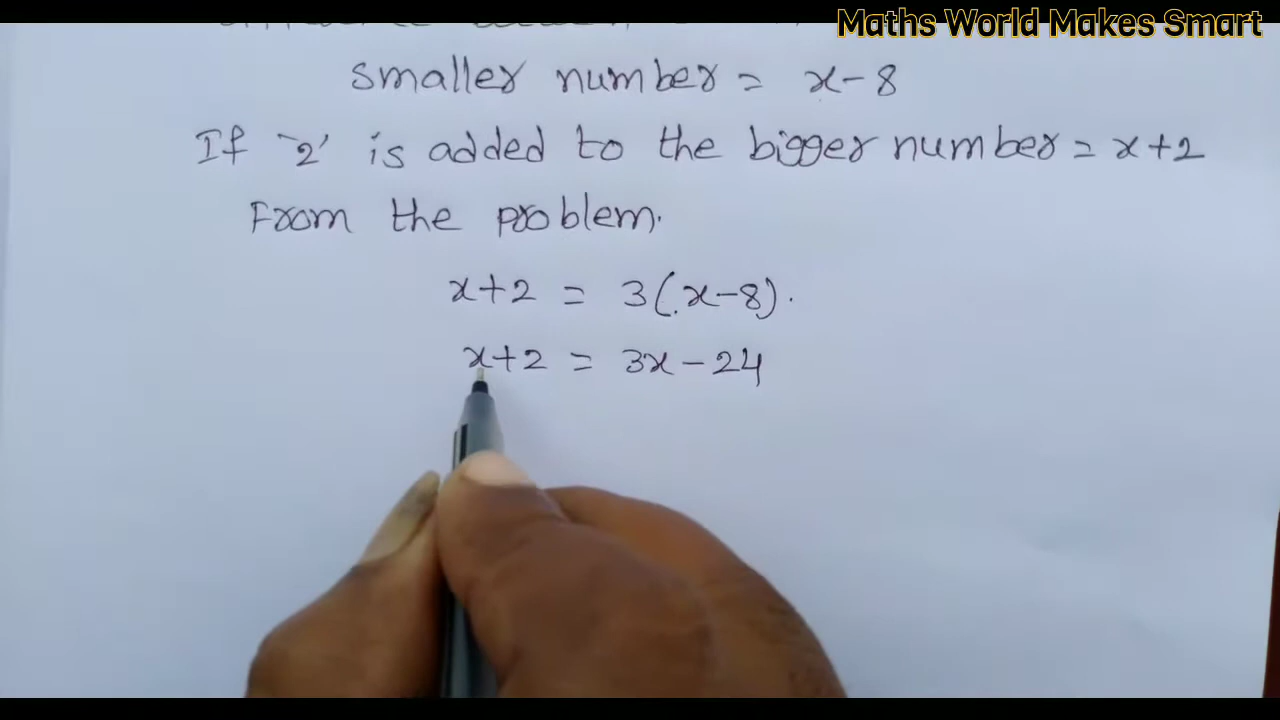 Maths World Makes Smart
smaller number = x-8
If '2' is added to the bigger number = x+2
From the problem.
x+2 = 3(x-8).
x+2 = 3x-24